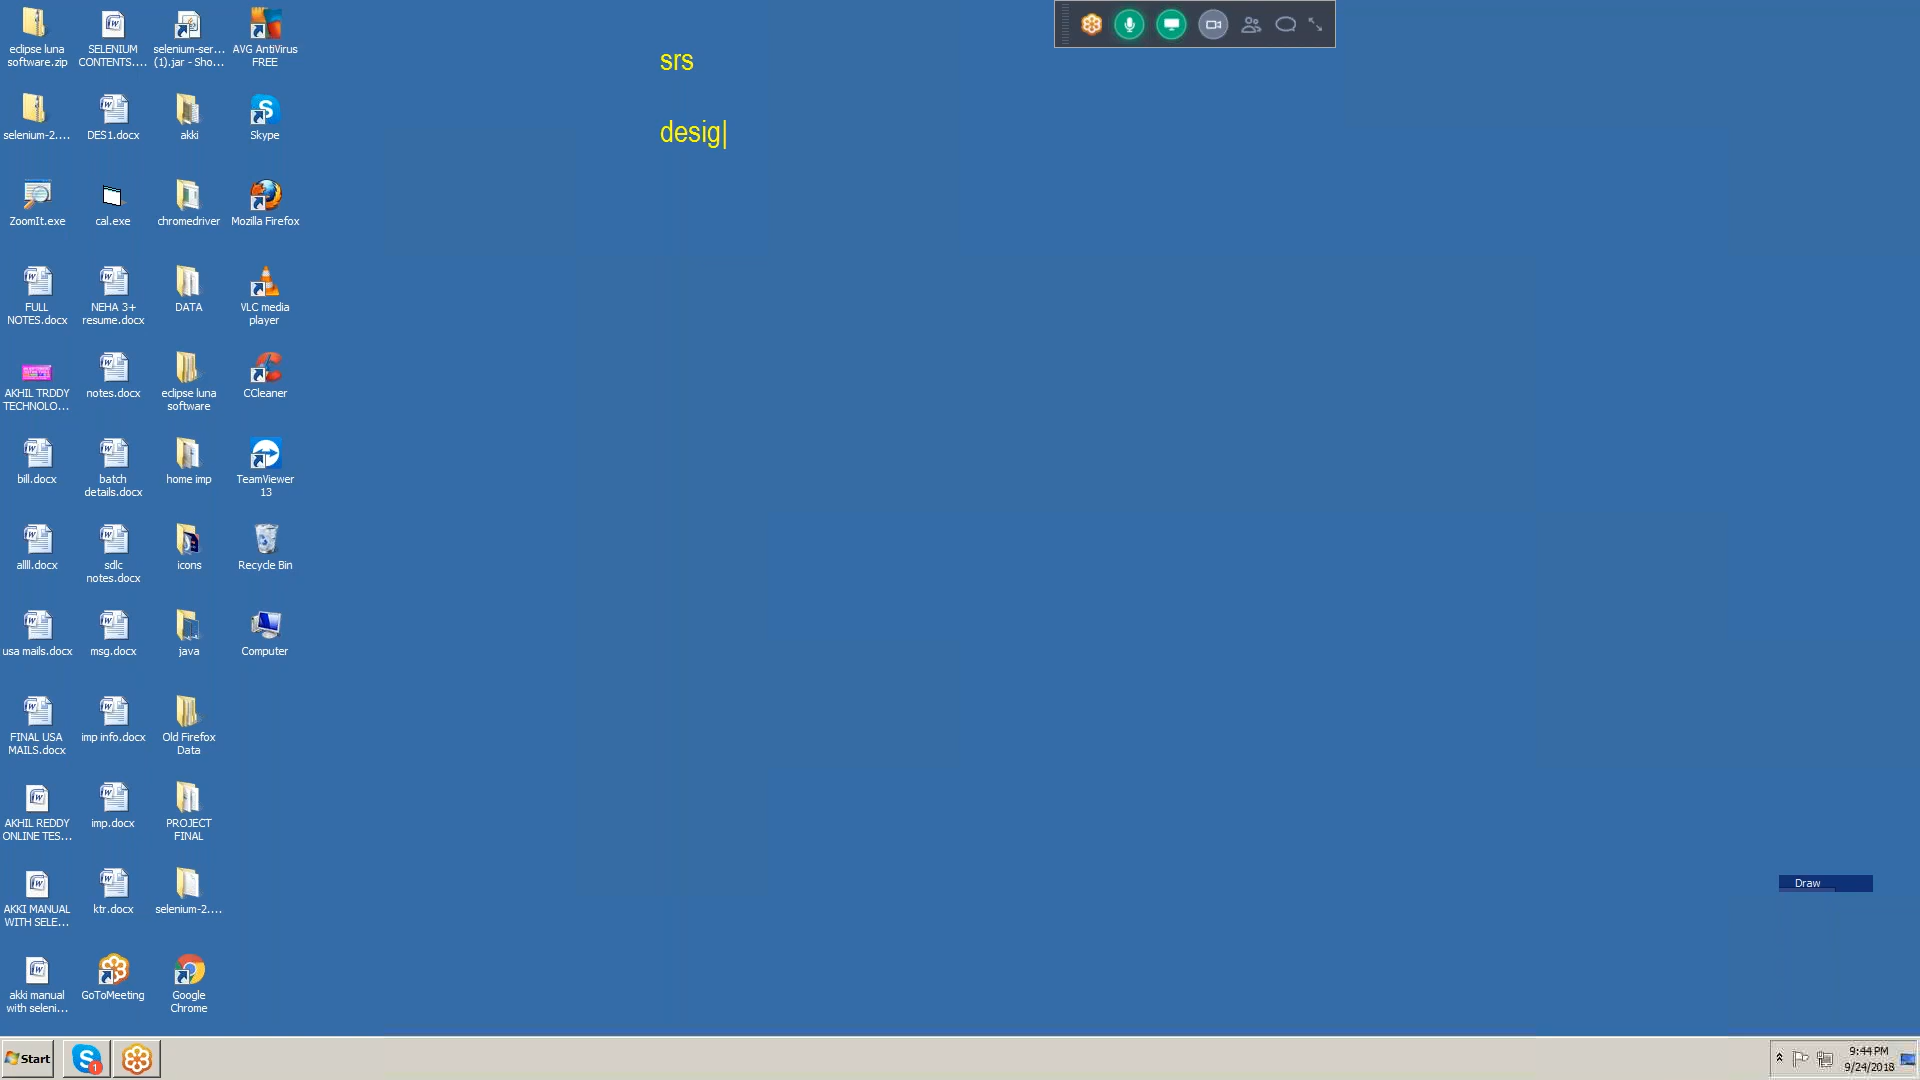 srs
desig
eclipse luna
software.zip
SELENIUM
CONTENTS....
selenium-ser...
(1).jar - Sho...
AVG AntiVirus
FREE
selenium-2....
DES1.docx
akki
Skype
ZoomIt.exe
cal.exe
chromedriver
Mozilla Firefox
FULL
NOTES.docx
NEHA 3+
resume.docx
DATA
VLC media
player
AKHIL TRDDY
TECHNOLO...
notes.docx
eclipse luna
software
CCleaner
bill.docx
batch
details.docx
home imp
TeamViewer
13
allll.docx
sdlc
notes.docx
icons
Recycle Bin
usa mails.docx
msg.docx
java
Computer
FINAL USA
MAILS.docx
imp info.docx
Old Firefox
Data
AKHIL REDDY
ONLINE TES...
imp.docx
PROJECT
FINAL
AKKI MANUAL
WITH SELE...
ktr.docx
selenium-2....
Draw
akki manual
with seleni...
GoToMeeting
Google
Chrome
Start
1
9:44 PM
9/24/2018